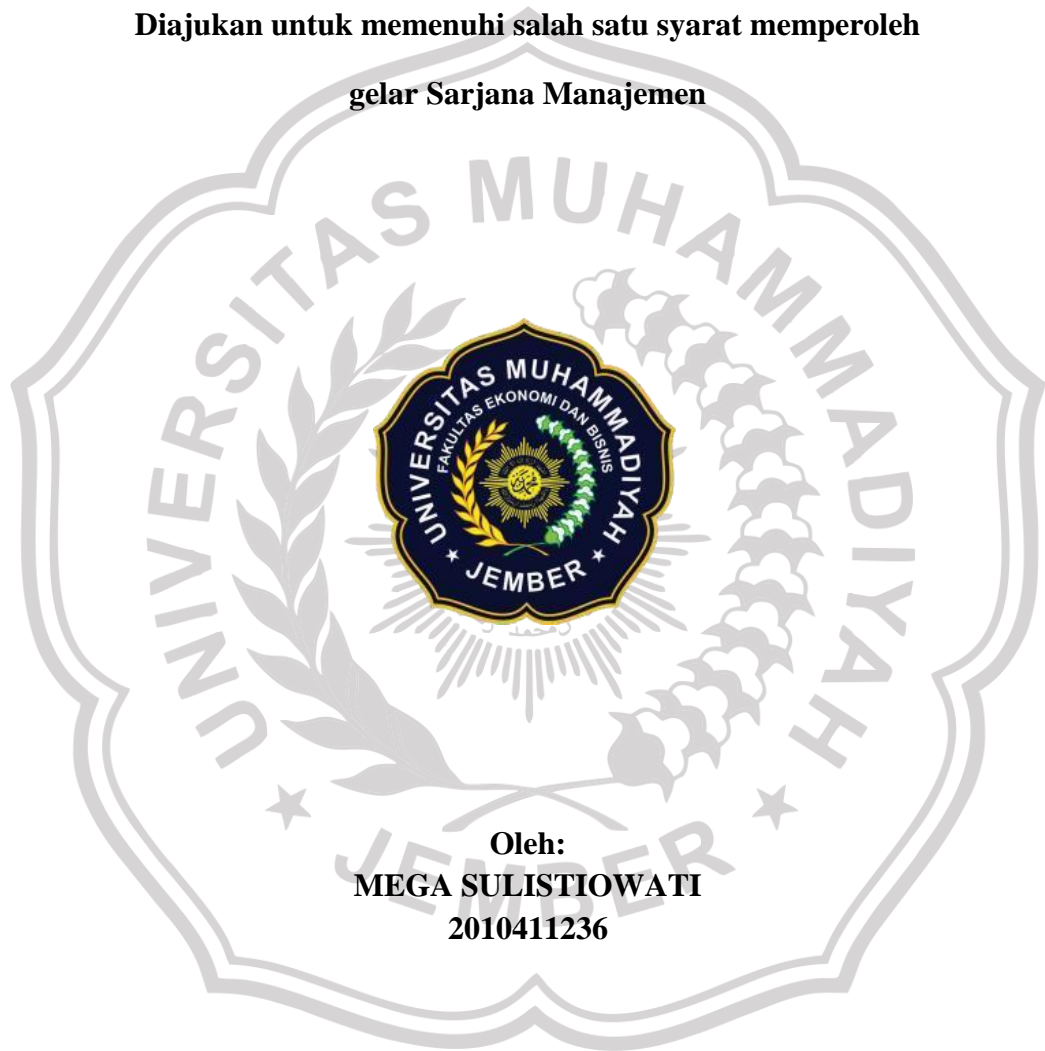 Diajukan untuk memenuhi salah satu syarat memperoleh
gelar Sarjana Manajemen
UNIVERSITAS MUHAMMADIYAH
JEMBER
UNIVERSITAS MUHAMMADIYAH
FAKULTAS EKONOMI DAN BISNIS
JEMBER
Oleh:
MEGA SULISTIOWATI
2010411236